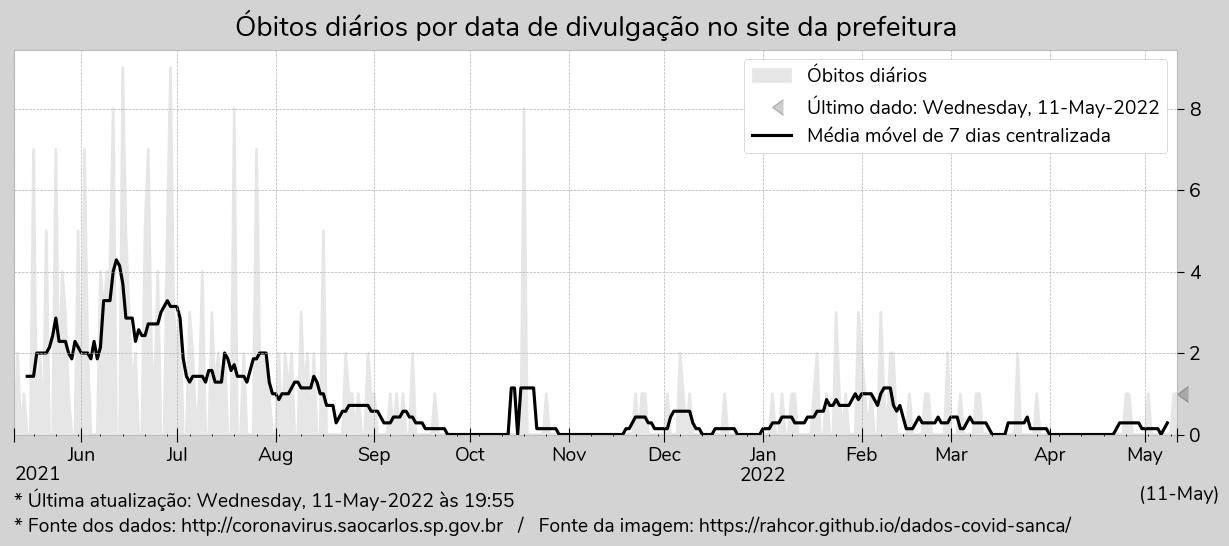 Óbitos diários por data de divulgação no site da prefeitura
Óbitos diários
Último dado: Wednesday, 11-May-2022
Média móvel de 7 dias centralizada
8
6
4
2
0
Jun Jul Aug Sep Oct Nov Dec Jan Feb Mar Apr May
2021 2022
(11-May)
* Última atualização: Wednesday, 11-May-2022 às 19:55
* Fonte dos dados: http://coronavirus.saocarlos.sp.gov.br / Fonte da imagem: https://rahcor.github.io/dados-covid-sanca/